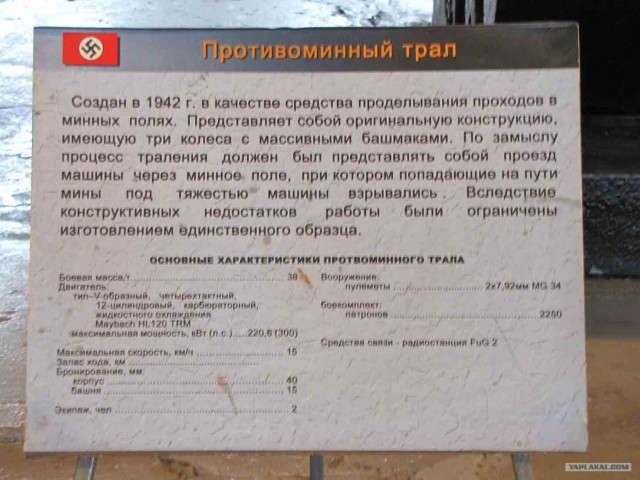 Противоминный трал
Создан в 1942 г. в качестве средства проделывания проходов в
минных полях. Представляет собой оригинальную конструкцию,
имеющую три колеса с массивными башмаками. По замыслу
процесс траления должен был представлять собой проезд
машины через минное поле, при котором попадающие на пути
мины под тяжестью машины взрывались. Вследствие
конструктивных недостатков работы были ограничены
изготовлением единственного образца.
ОСНОВНЫЕ ХАРАКТЕРИСТИКИ ПРОТВОМИННОГО ТРАЛА
Боевая масса/т 38
Двигатель:
тип–V-образный, четырехтактный,
12-цилиндровый, карбюраторный,
жидкостного охлаждения
Maybach HL120 TRM
максимальная мощность, кВт (л.с.) 220,6 (300)
Максимальная скорость, км/ч 15
Запас хода, км
Бронирование, мм:
корпус 40
башня 15
Экипаж, чел 2
Вооружение:
пулеметы 2x7,92мм MG 34
боекомплект:
патронов 2250
Средства связи - радиостанция FuG 2
YAPLAKAL.COM